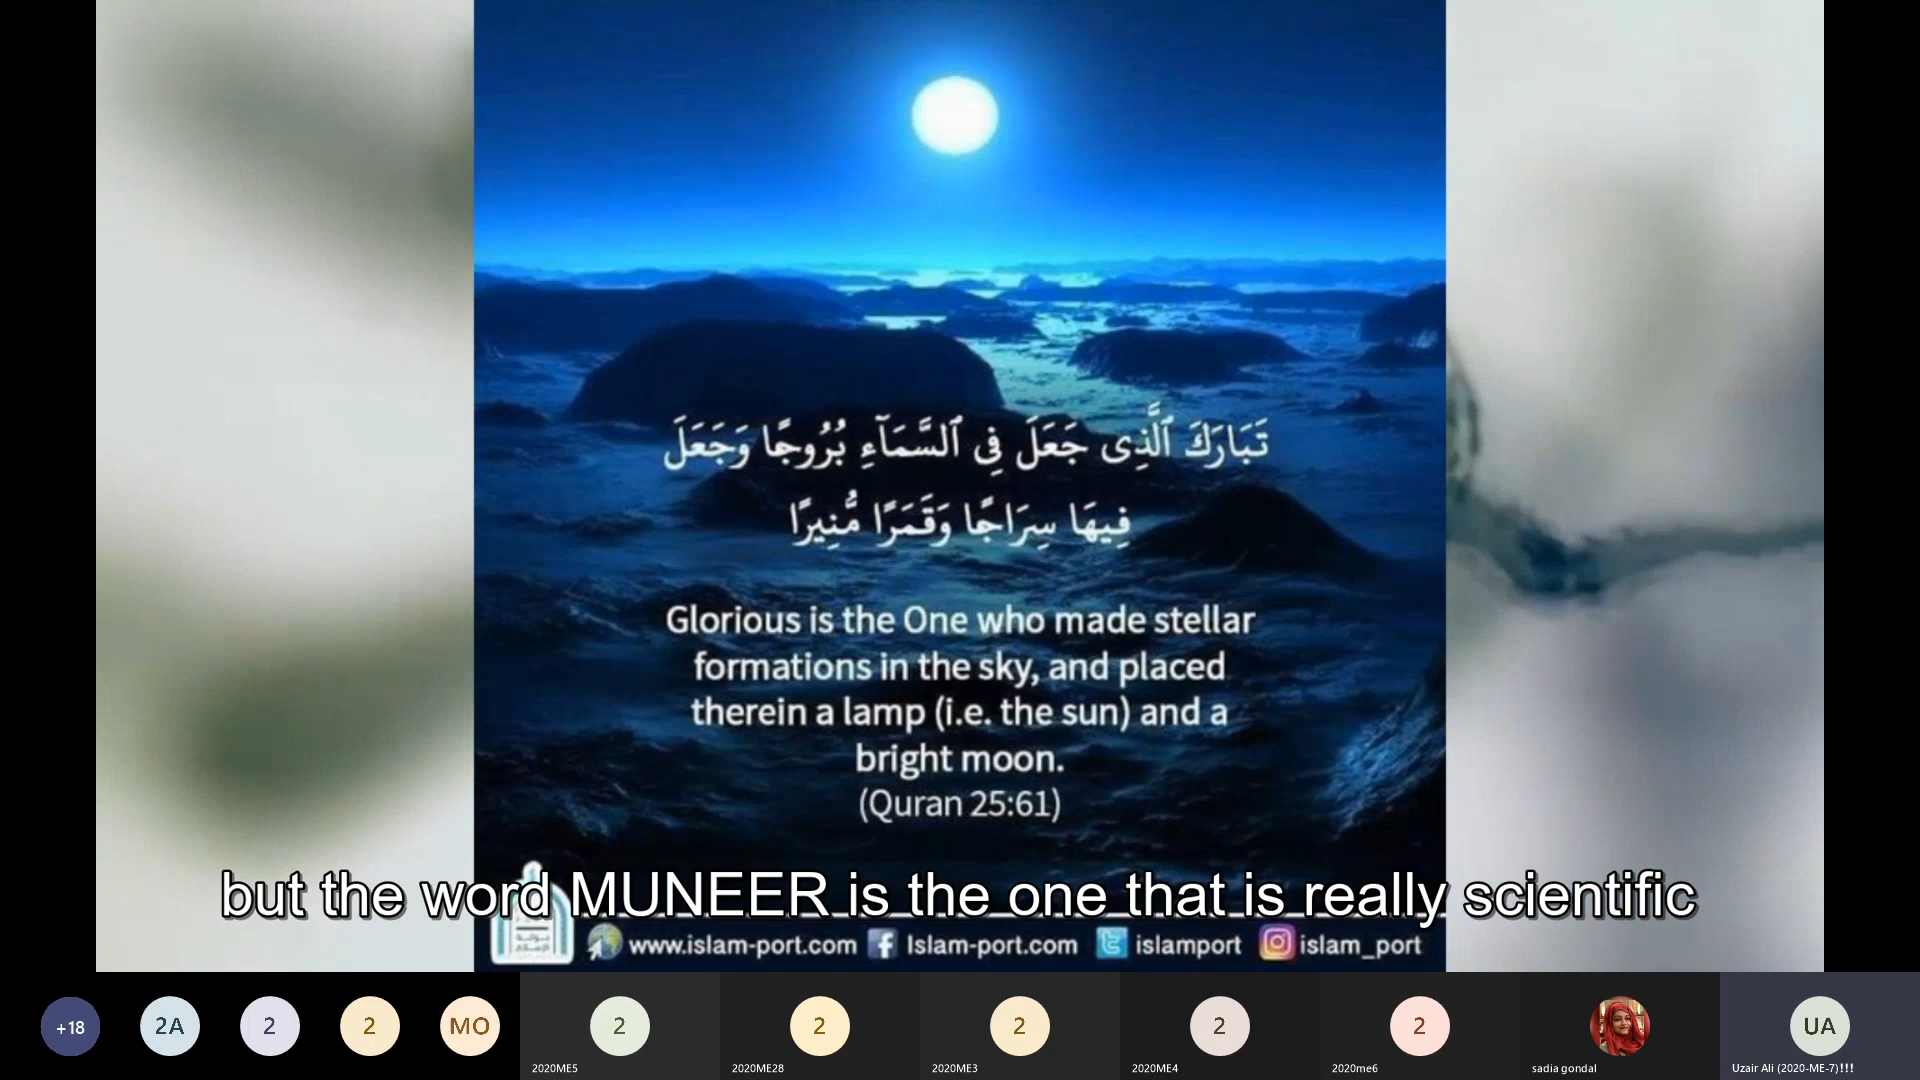 تَبَارَكَ ٱلَّذِى جَعَلَ فِى ٱلسَّمَآءِ بُرُوجًا وَجَعَلَ
فِيهَا سِرَاجًا وَقَمَرًا مُّنِيرًا
Glorious is the One who made stellar
formations in the sky, and placed
therein a lamp (i.e. the sun) and a
bright moon.
(Quran 25:61)
but the word MUNEER is the one that is really scientific
www.islam-port.com Islam-port.com islamport islam_port
+18 2A 2 2 MO 2 2 2 2 2 UA
2020ME5 2020ME28 2020ME3 2020ME4 2020me6 sadia gondal Uzair Ali (2020-ME-7)!!!